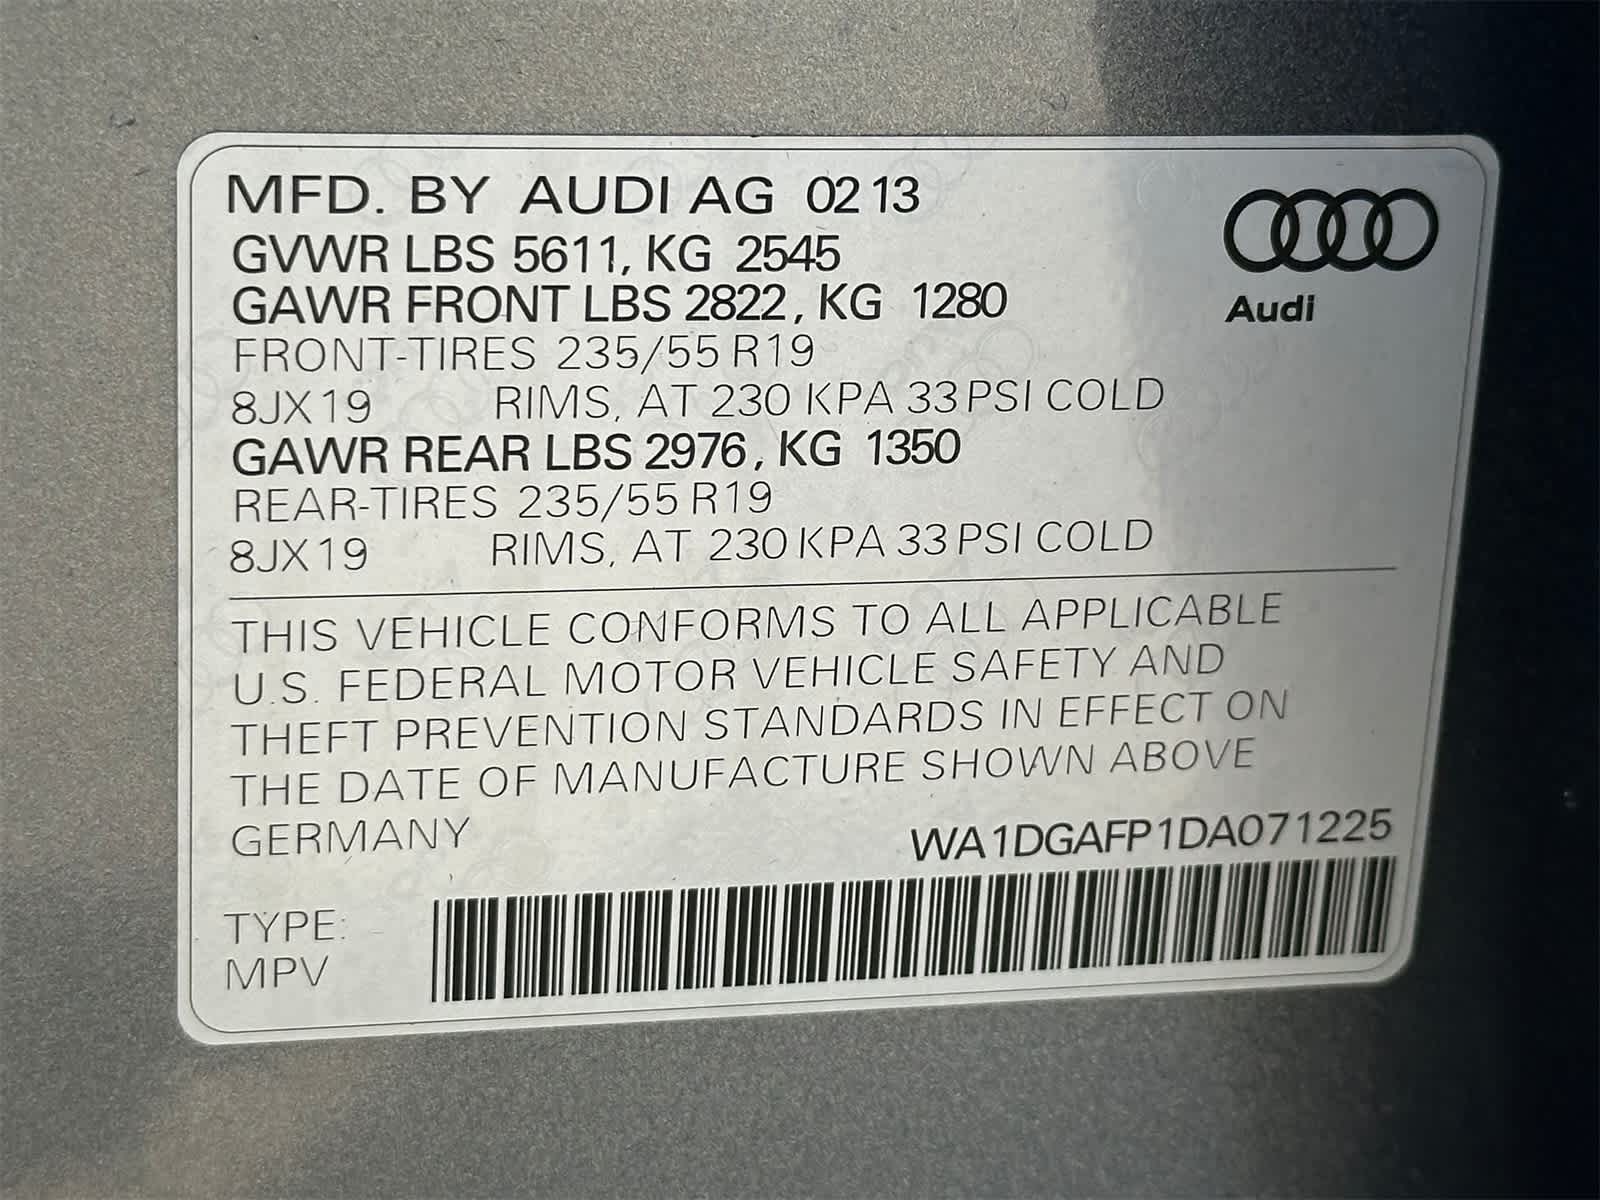 MFD. BY AUDI AG 02 13
GVWR LBS 5611, KG 2545
GAWR FRONT LBS 2822, KG 1280
FRONT-TIRES 235/55 R19
8JX19 RIMS, AT 230 KPA 33 PSI COLD
GAWR REAR LBS 2976, KG 1350
REAR-TIRES 235/55 R19
8JX19 RIMS, AT 230 KPA 33 PSI COLD
Audi
THIS VEHICLE CONFORMS TO ALL APPLICABLE
U.S. FEDERAL MOTOR VEHICLE SAFETY AND
THEFT PREVENTION STANDARDS IN EFFECT ON
THE DATE OF MANUFACTURE SHOWN ABOVE
GERMANY
WA1DGAFP1DA071225
TYPE:
MPV